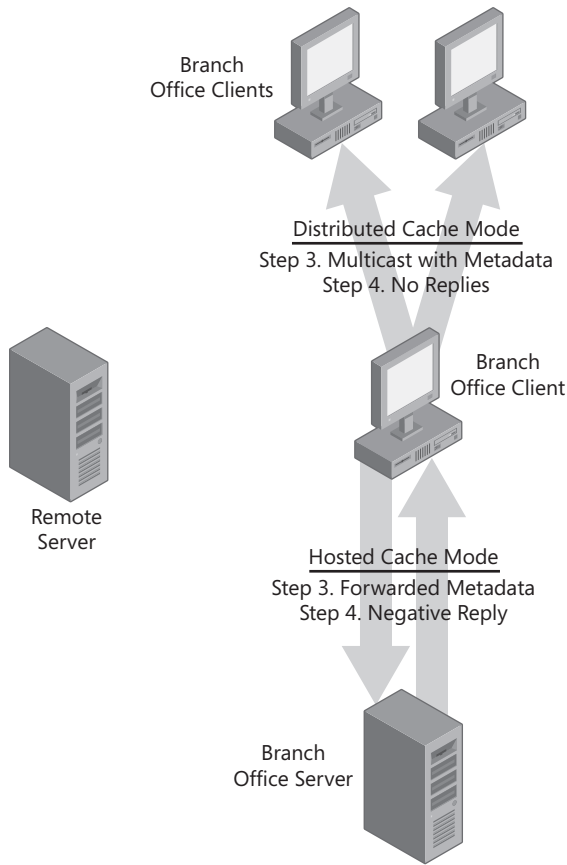 Branch
Office Clients
Distributed Cache Mode
Step 3. Multicast with Metadata
Step 4. No Replies
Branch
Office Client
Remote
Server
Hosted Cache Mode
Step 3. Forwarded Metadata
Step 4. Negative Reply
Branch
Office Server